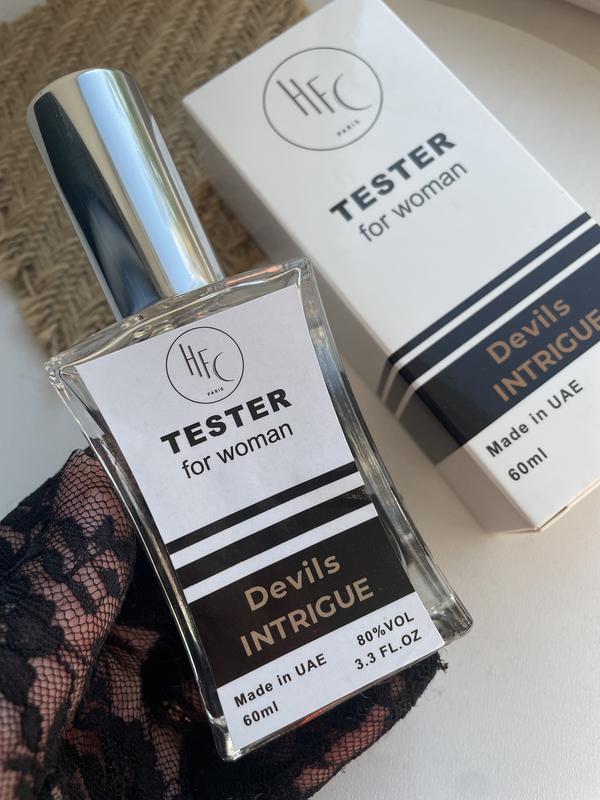 HFC
PARIS
TESTER
for woman
Devils
INTRIGUE
Made in UAE
60ml
HFC
PARIS
TESTER
for woman
Devils
INTRIGUE
Made in UAE 80%VOL
60ml 3.3 FL.OZ